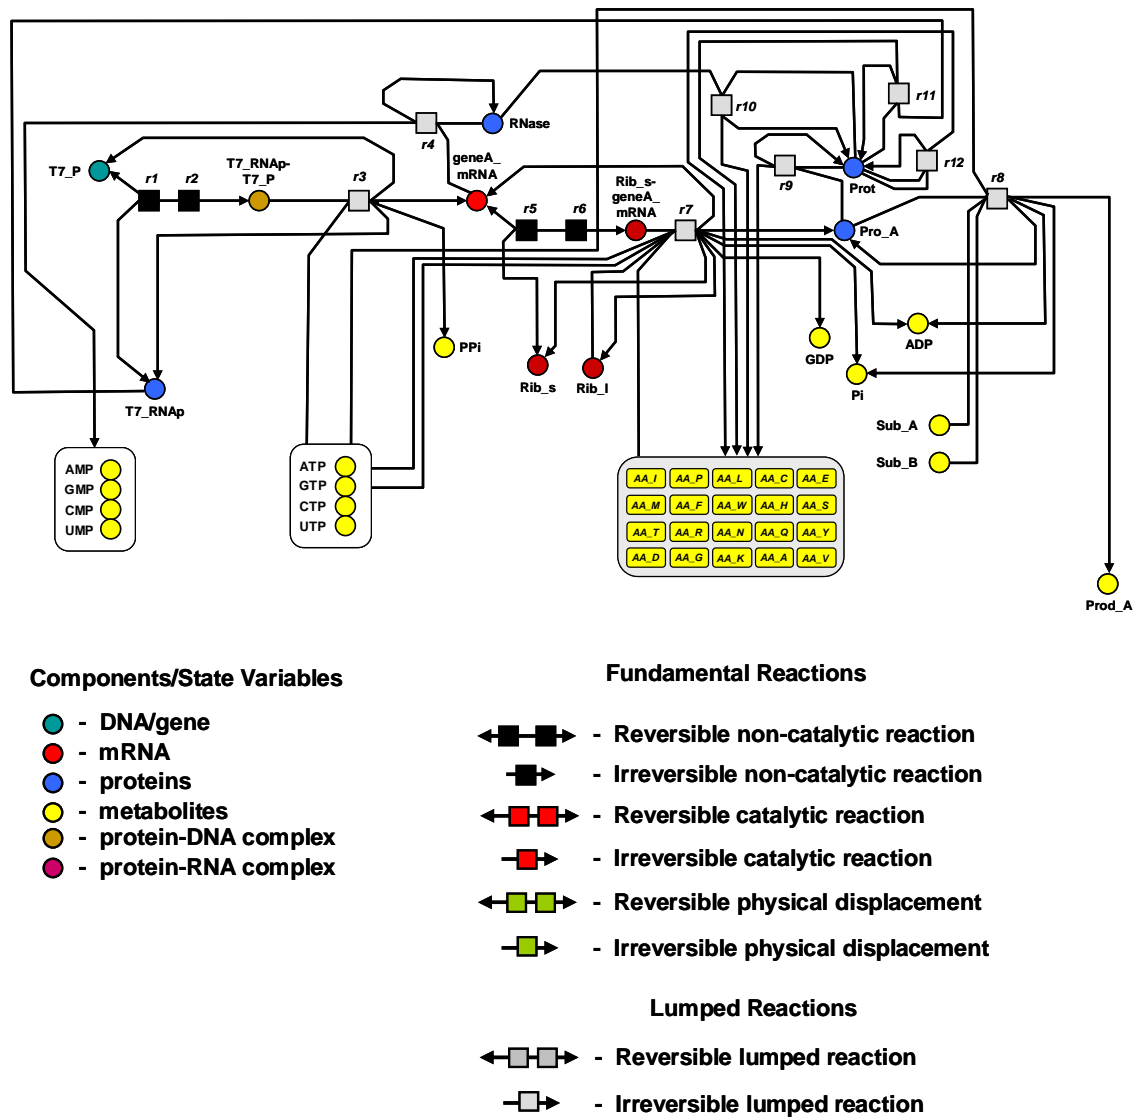 r10
r11
r12
RNase
r4
T7_P
r1
r2
T7_RNAp-
T7_P
r3
geneA_
mRNA
r5
r6
Rib_s-
geneA_
mRNA
r7
r9
Prot
r8
Pro_A
PPi
Rib_s
Rib_l
GDP
ADP
Pi
T7_RNAp
Sub_A
Sub_B
AMP
GMP
CMP
UMP
ATP
GTP
CTP
UTP
AA_I AA_P AA_L AA_C AA_E
AA_M AA_F AA_W AA_H AA_S
AA_T AA_R AA_N AA_Q AA_Y
AA_D AA_G AA_K AA_A AA_V
Prod_A
Components/State Variables
- DNA/gene
- mRNA
- proteins
- metabolites
- protein-DNA complex
- protein-RNA complex
Fundamental Reactions
- Reversible non-catalytic reaction
- Irreversible non-catalytic reaction
- Reversible catalytic reaction
- Irreversible catalytic reaction
- Reversible physical displacement
- Irreversible physical displacement
Lumped Reactions
- Reversible lumped reaction
- Irreversible lumped reaction